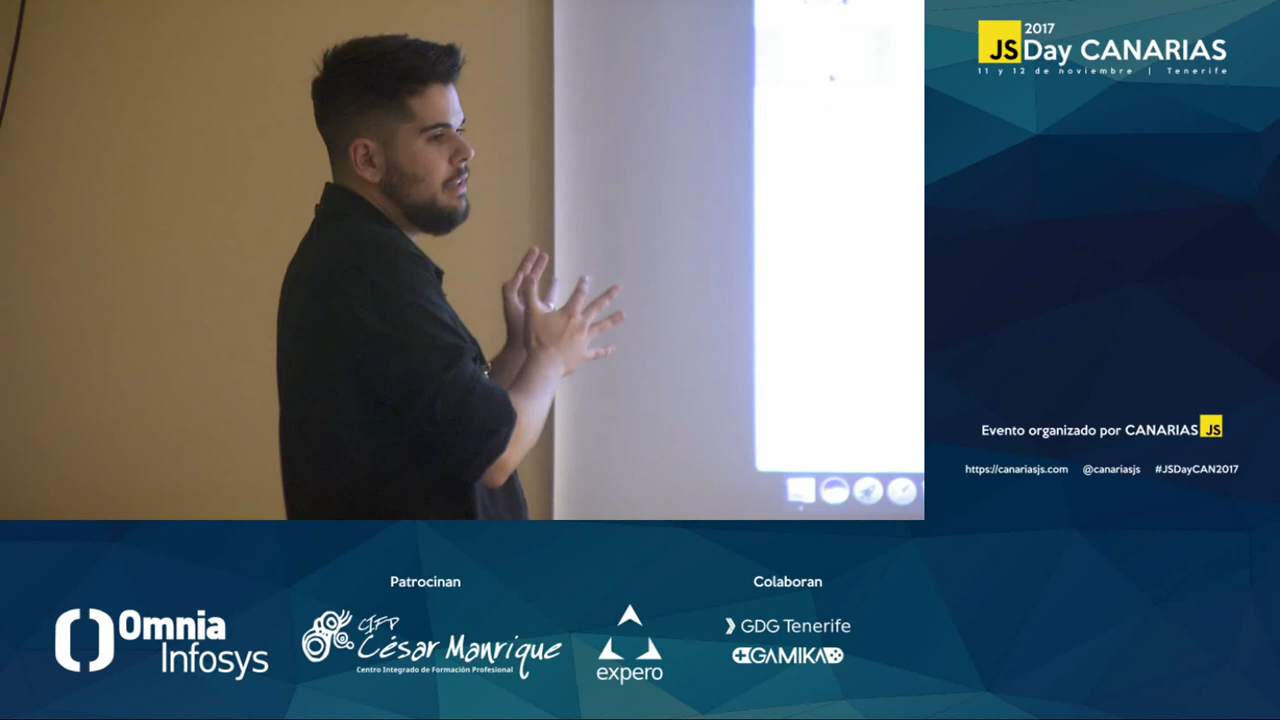 2017
JS Day CANARIAS
11 y 12 de noviembre | Tenerife
Evento organizado por CANARIAS JS
https://canariasjs.com @canariasjs #JSDayCAN2017
Patrocinan
Colaboran
Omnia
Infosys
CIFP
César Manrique
Centro Integrado de Formación Profesional
expero
GDG Tenerife
GAMIKA